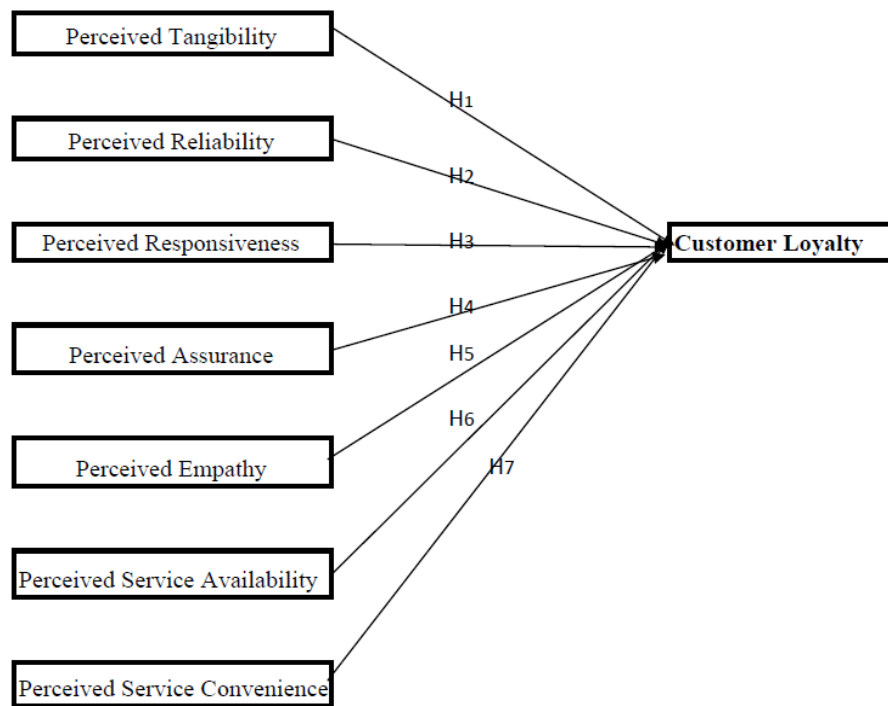 Perceived Tangibility
H1
Perceived Reliability
H2
Perceived Responsiveness
H3
Customer Loyalty
H4
Perceived Assurance
H5
H6
Perceived Empathy
H7
Perceived Service Availability
Perceived Service Convenience